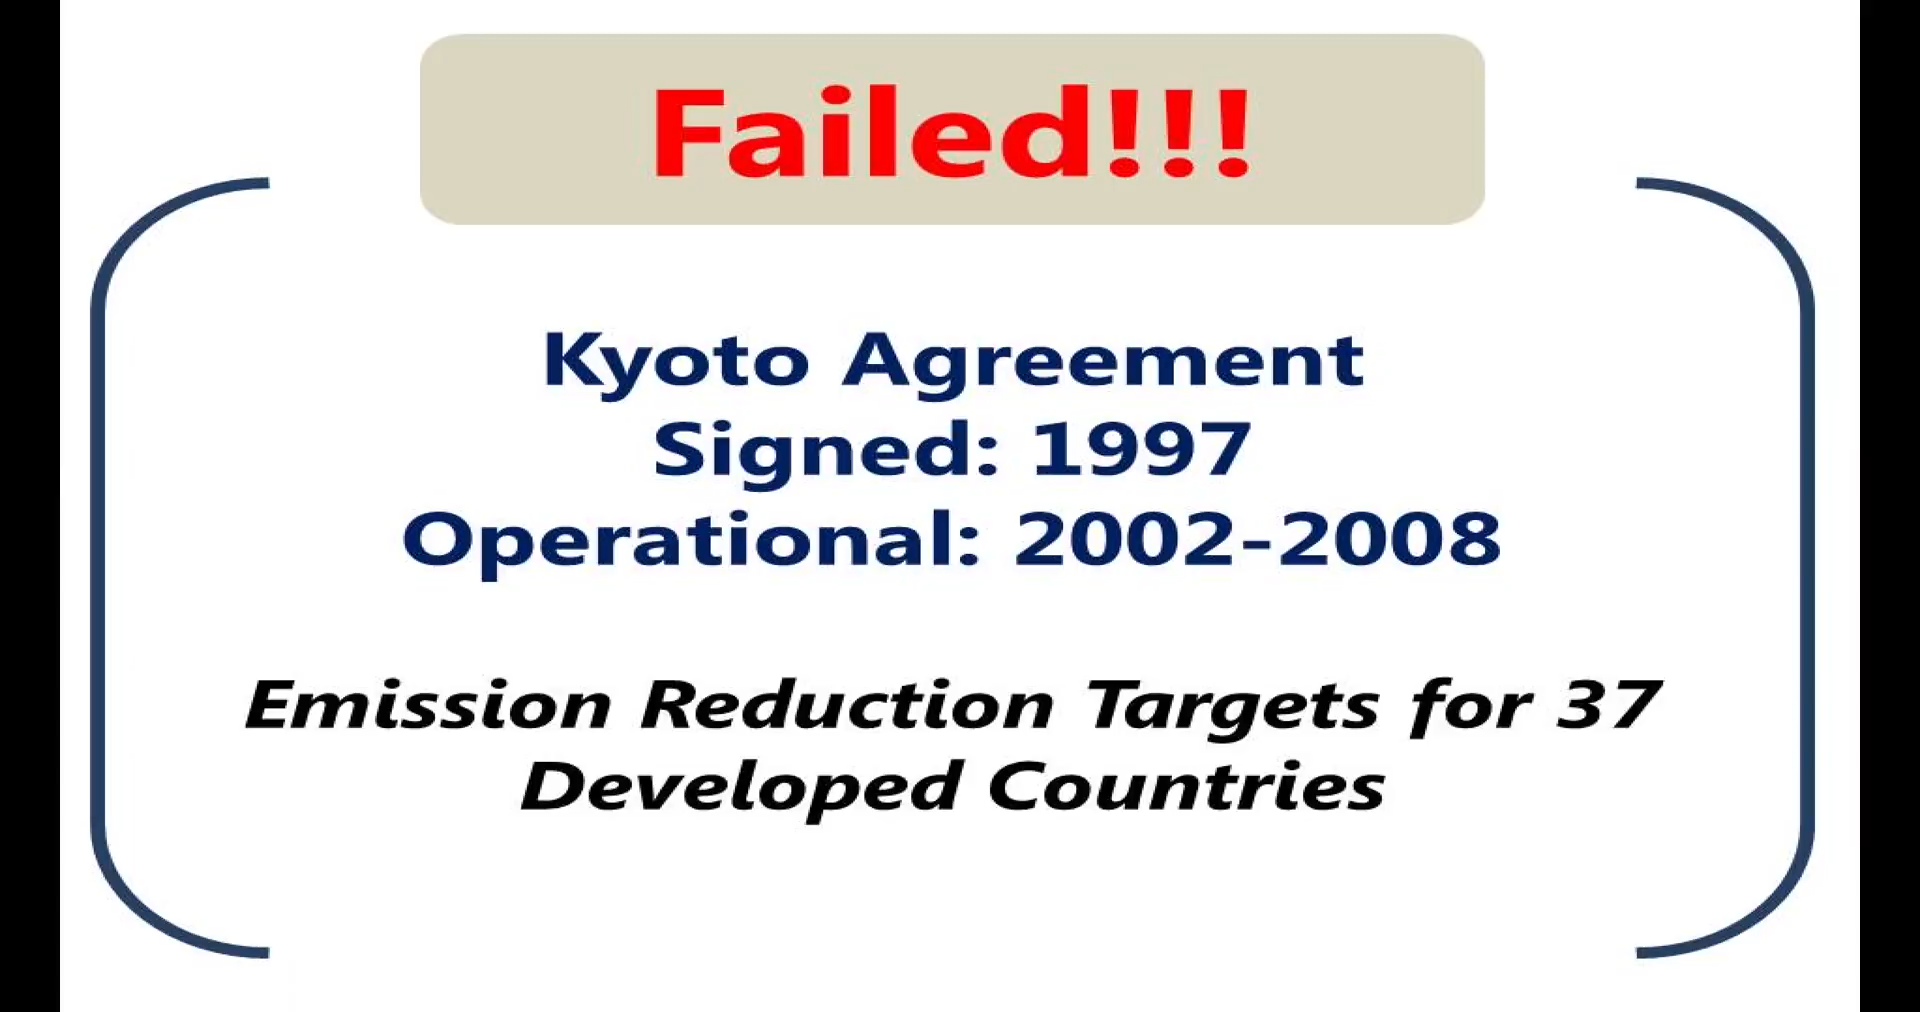 Failed!!!
Kyoto Agreement
Signed: 1997
Operational: 2002-2008
Emission Reduction Targets for 37
Developed Countries